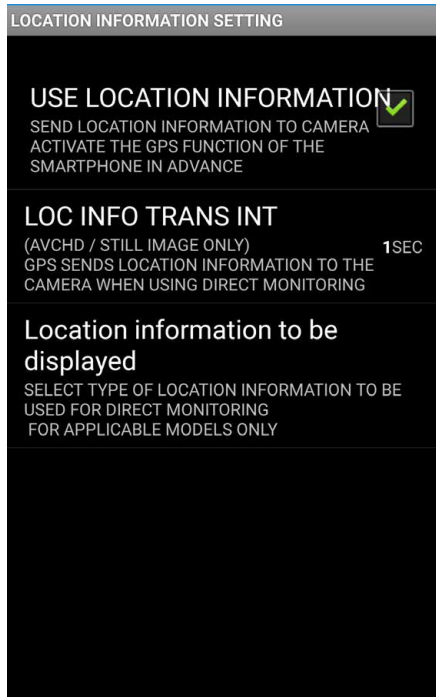 LOCATION INFORMATION SETTING
USE LOCATION INFORMATION
SEND LOCATION INFORMATION TO CAMERA
ACTIVATE THE GPS FUNCTION OF THE
SMARTPHONE IN ADVANCE
LOC INFO TRANS INT
(AVCHD / STILL IMAGE ONLY)
1SEC
GPS SENDS LOCATION INFORMATION TO THE
CAMERA WHEN USING DIRECT MONITORING
Location information to be
displayed
SELECT TYPE OF LOCATION INFORMATION TO BE
USED FOR DIRECT MONITORING
FOR APPLICABLE MODELS ONLY